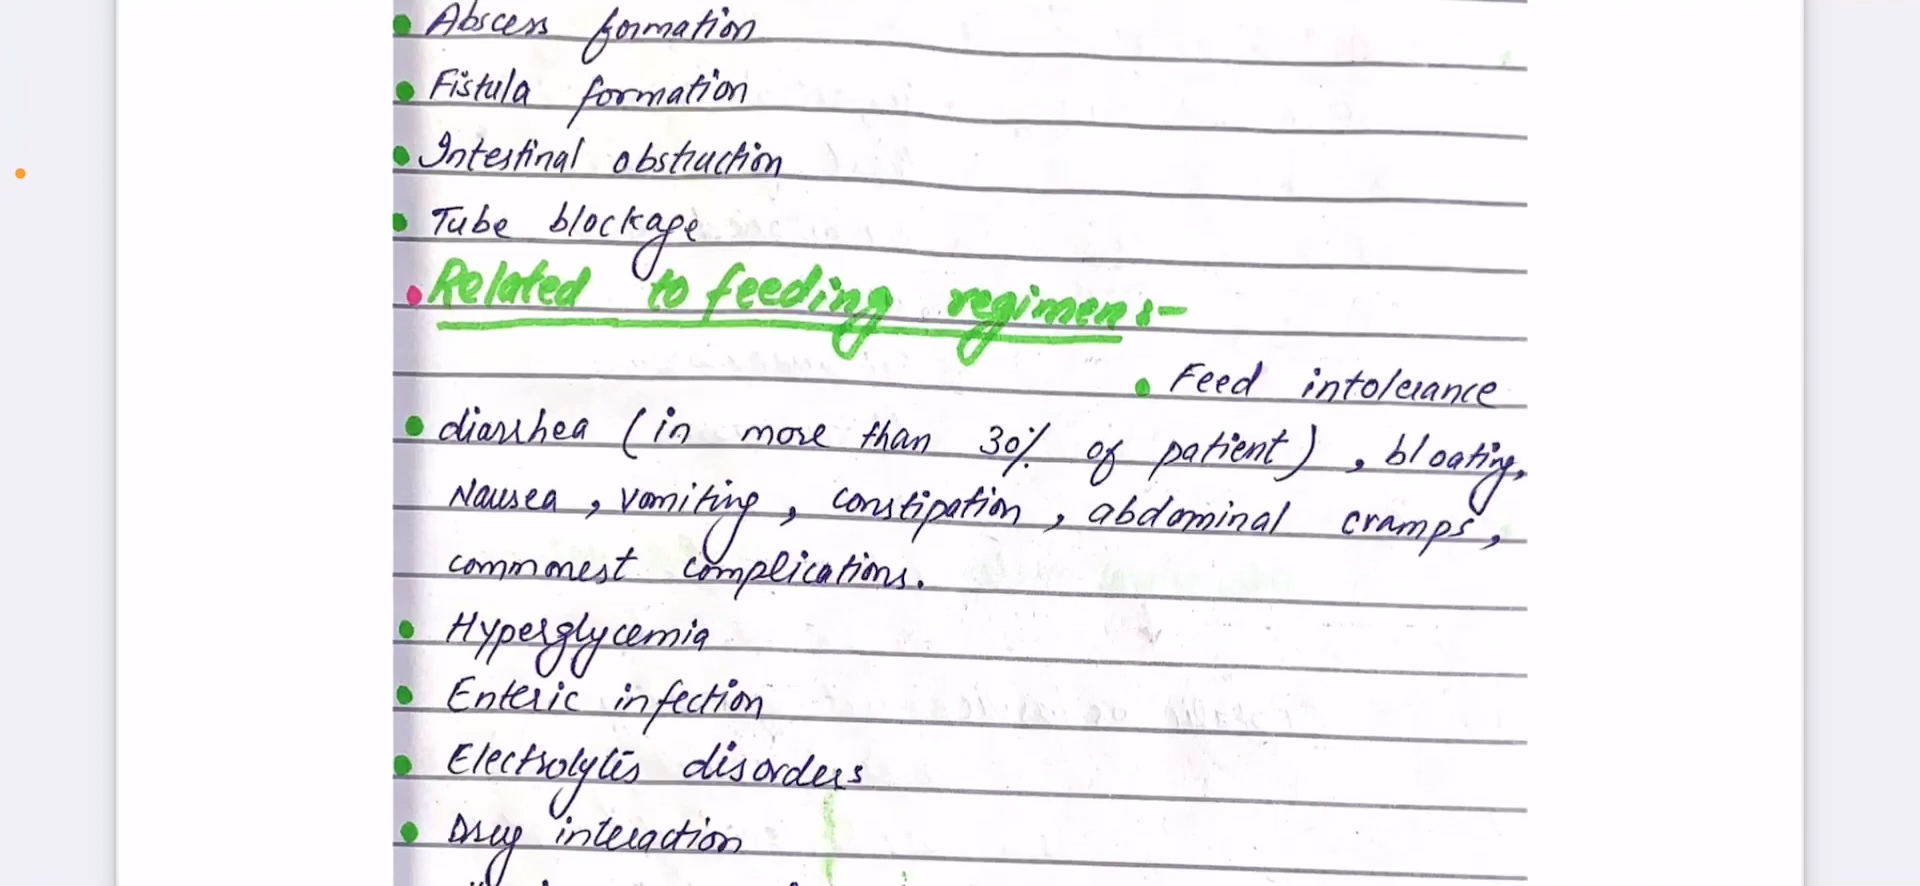 Abscess formation
Fistula formation
Intestinal obstruction
Tube blockage
Related to feeding regimen:-
Feed intolerance
diarrhea (in more than 30% of patient), bloating,
Nausea, vomiting, constipation, abdominal cramps,
commonest complications.
Hyperglycemia
Enteric infection
Electrolytis disorders
Drug interaction